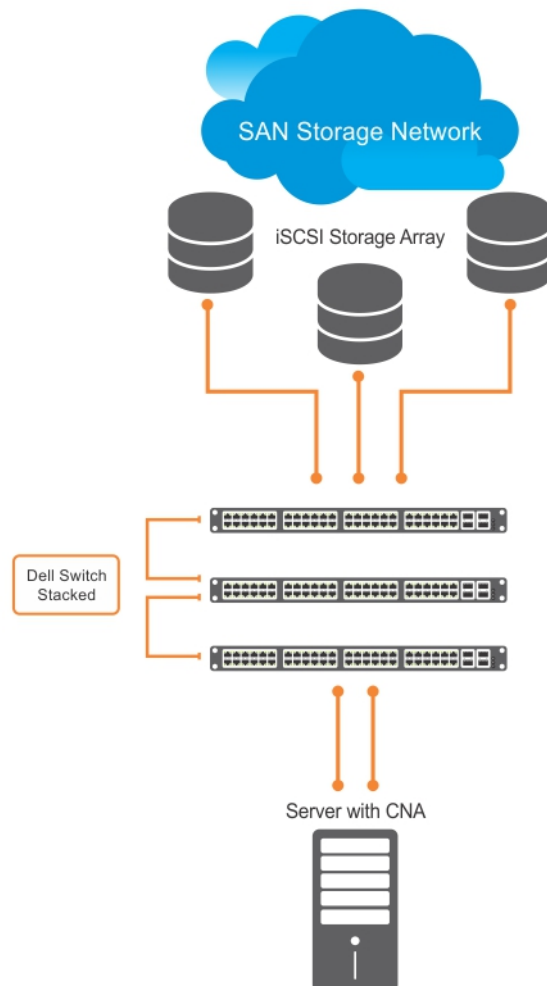 SAN Storage Network
iSCSI Storage Array
Dell Switch
Stacked
Server with CNA